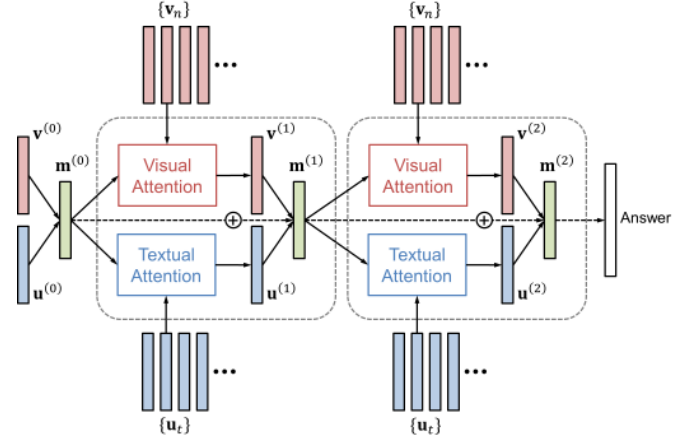 {𝐯ₙ} {𝐯ₙ}
𝐯⁽⁰⁾ 𝐯⁽¹⁾ 𝐯⁽²⁾
𝐦⁽⁰⁾ Visual Attention 𝐦⁽¹⁾ Visual Attention 𝐦⁽²⁾
Answer
Textual Attention Textual Attention
𝐮⁽⁰⁾ 𝐮⁽¹⁾ 𝐮⁽²⁾
{𝐮ₜ} {𝐮ₜ}